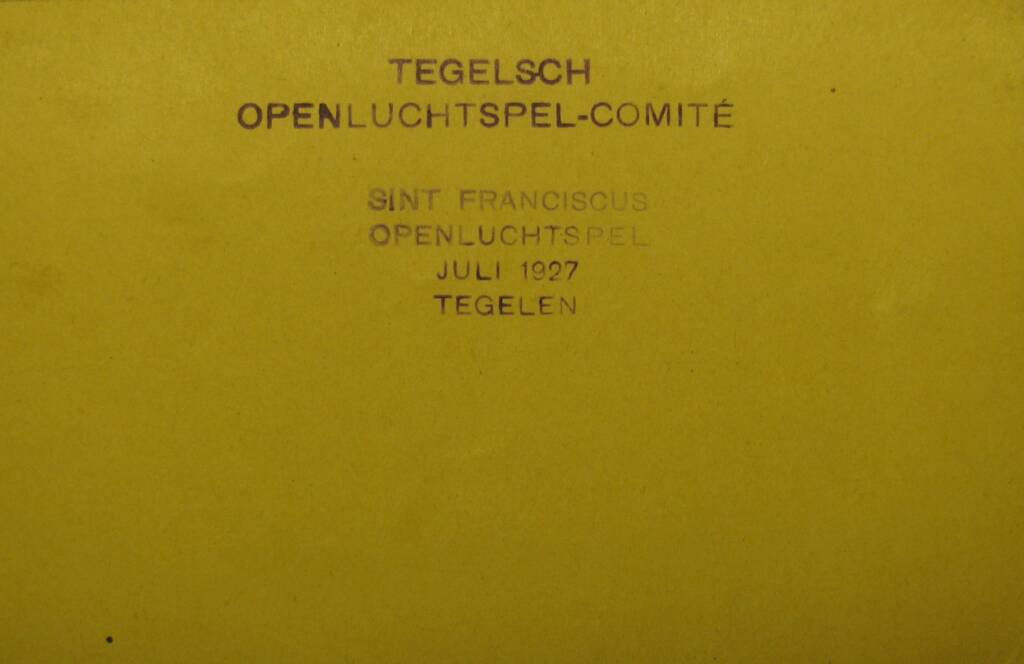 TEGELSCH
OPENLUCHTSPEL-COMITÉ
SINT FRANCISCUS
OPENLUCHTSPEL
JULI 1927
TEGELEN